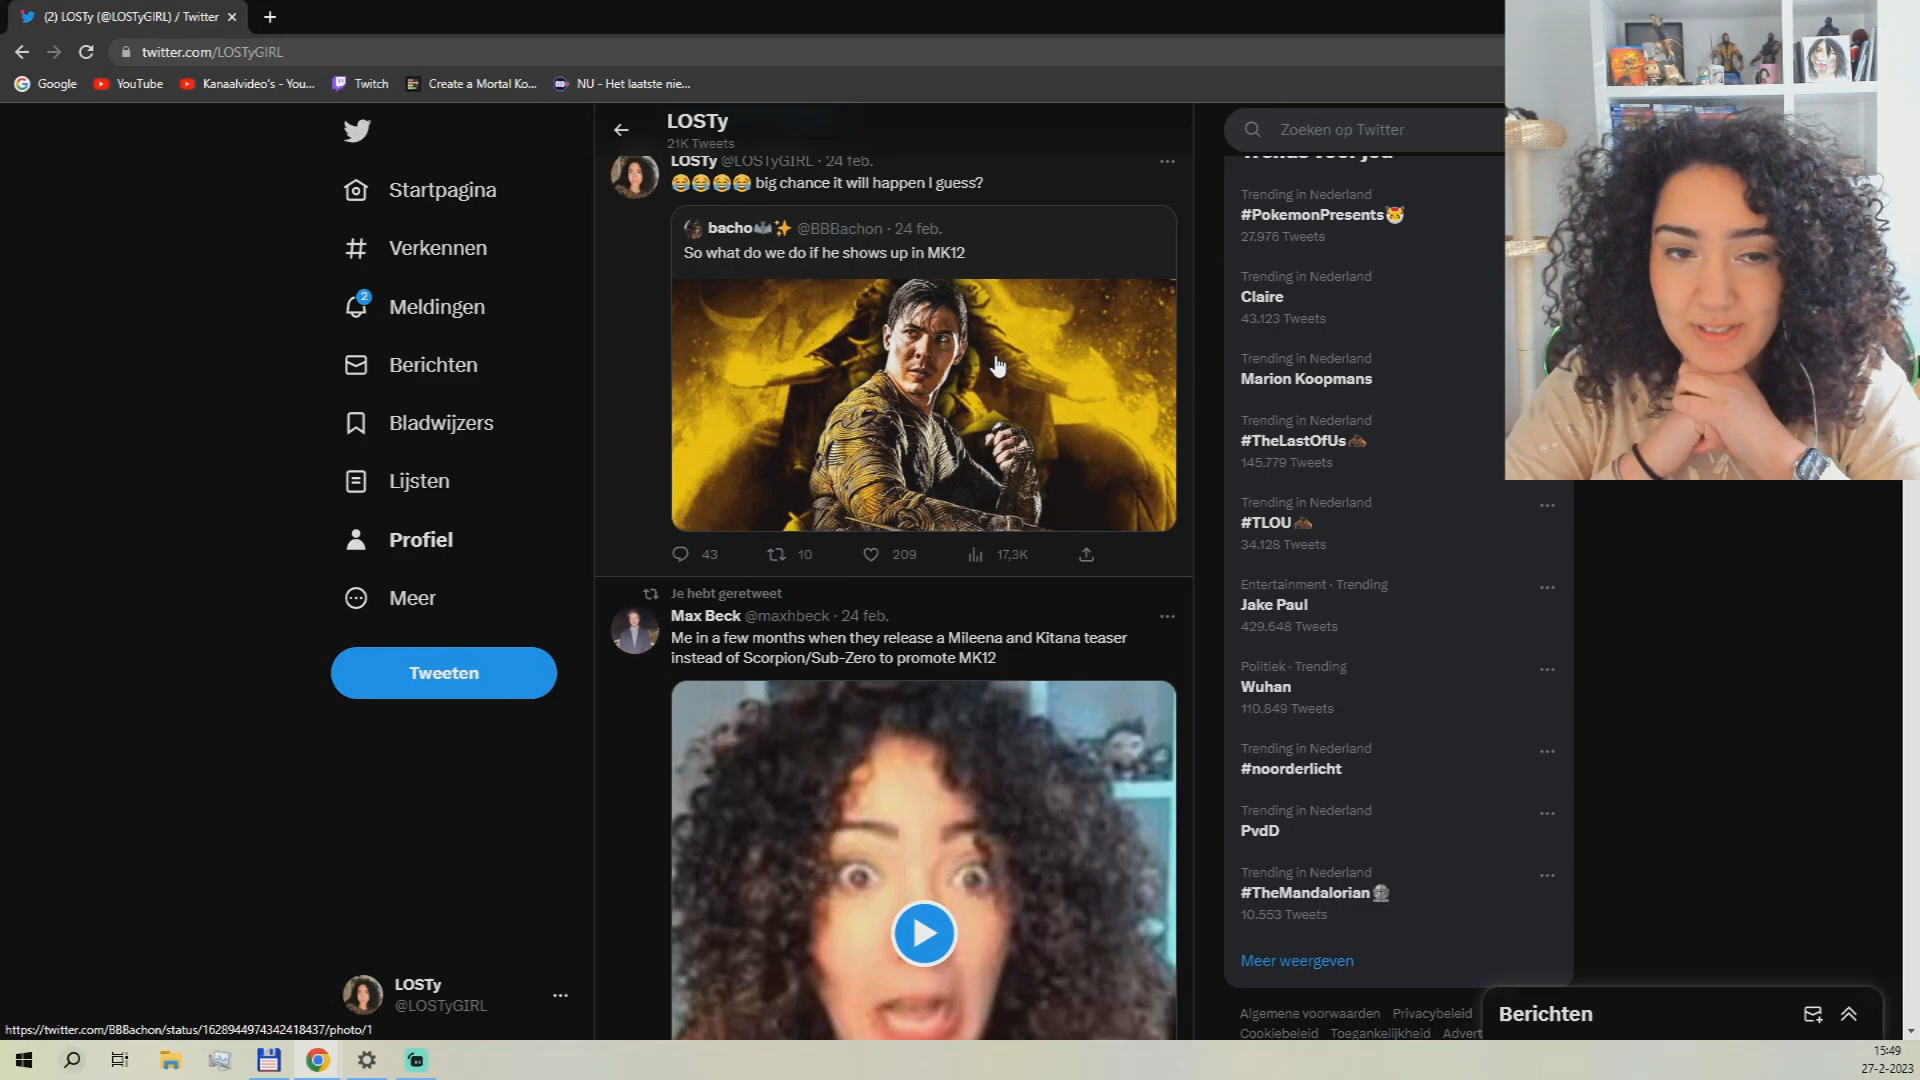 (2) LOSTy (@LOSTyGIRL) / Twitter
twitter.com/LOSTyGIRL
Google
YouTube
Kanaalvideo's - You...
Twitch
Create a Mortal Ko...
NU - Het laatste nie...
Startpagina
Verkennen
2
Meldingen
Berichten
Bladwijzers
Lijsten
Profiel
Meer
Tweeten
LOSTy
@LOSTyGIRL
LOSTy
21K Tweets
LOSTy @LOSTyGIRL · 24 feb.
😂😂😂😂 big chance it will happen I guess?
bacho🦇✨ @BBBachon · 24 feb.
So what do we do if he shows up in MK12
43 10 209 17,3K
Je hebt geretweet
Max Beck @maxhbeck · 24 feb.
Me in a few months when they release a Mileena and Kitana teaser
instead of Scorpion/Sub-Zero to promote MK12
Zoeken op Twitter
Trends voor jou
Trending in Nederland
#PokemonPresents
27.976 Tweets
Trending in Nederland
Claire
43.123 Tweets
Trending in Nederland
Marion Koopmans
Trending in Nederland
#TheLastOfUs
145.779 Tweets
Trending in Nederland
#TLOU
34.128 Tweets
Entertainment · Trending
Jake Paul
429.648 Tweets
Politiek · Trending
Wuhan
110.849 Tweets
Trending in Nederland
#noorderlicht
Trending in Nederland
PvdD
Trending in Nederland
#TheMandalorian
10.553 Tweets
Meer weergeven
Algemene voorwaarden Privacybeleid
Cookiebeleid Toegankelijkheid Advert
Berichten
https://twitter.com/BBBachon/status/1628944974342418437/photo/1
15:49
27-2-2023